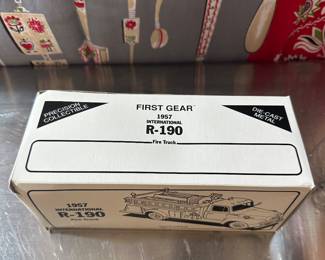 PRECISION
COLLECTIBLE
FIRST GEAR
1957
INTERNATIONAL
R-190
Fire Truck
DIE-CAST
METAL
1957
INTERNATIONAL
R-190
Fire Truck